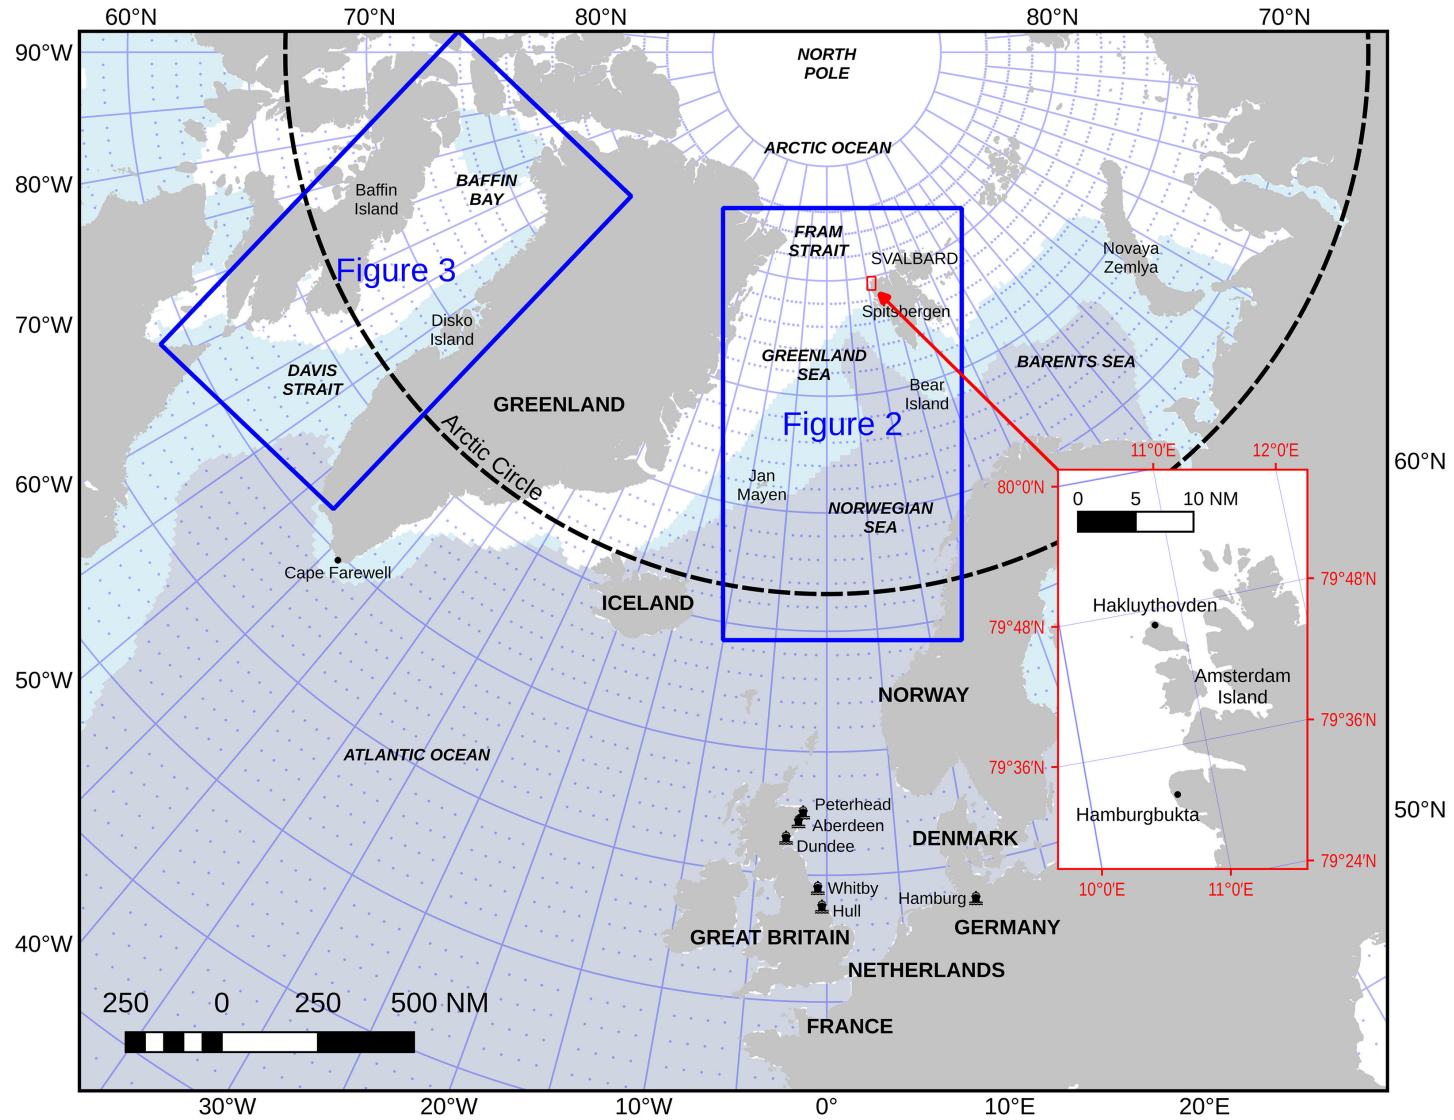 60°N 70°N 80°N 80°N 70°N
90°W
80°W
70°W
60°W
50°W
40°W
NORTH
POLE
ARCTIC OCEAN
Baffin
Island
BAFFIN
BAY
Figure 3
FRAM
STRAIT
SVALBARD
Spitsbergen
Novaya
Zemlya
Disko
Island
DAVIS
STRAIT
GREENLAND
SEA
BARENTS SEA
Bear
Island
GREENLAND
Figure 2
Arctic Circle
Jan
Mayen
NORWEGIAN
SEA
60°N
50°N
Cape Farewell
ICELAND
NORWAY
ATLANTIC OCEAN
Peterhead
Aberdeen
Dundee
DENMARK
Whitby
Hull
Hamburg
GREAT BRITAIN
GERMANY
NETHERLANDS
FRANCE
11°0'E 12°0'E
80°0'N
0 5 10 NM
79°48'N
Hakluythovden
79°48'N
Amsterdam
Island
79°36'N
79°36'N
Hamburgbukta
79°24'N
10°0'E 11°0'E
250 0 250 500 NM
30°W 20°W 10°W 0° 10°E 20°E